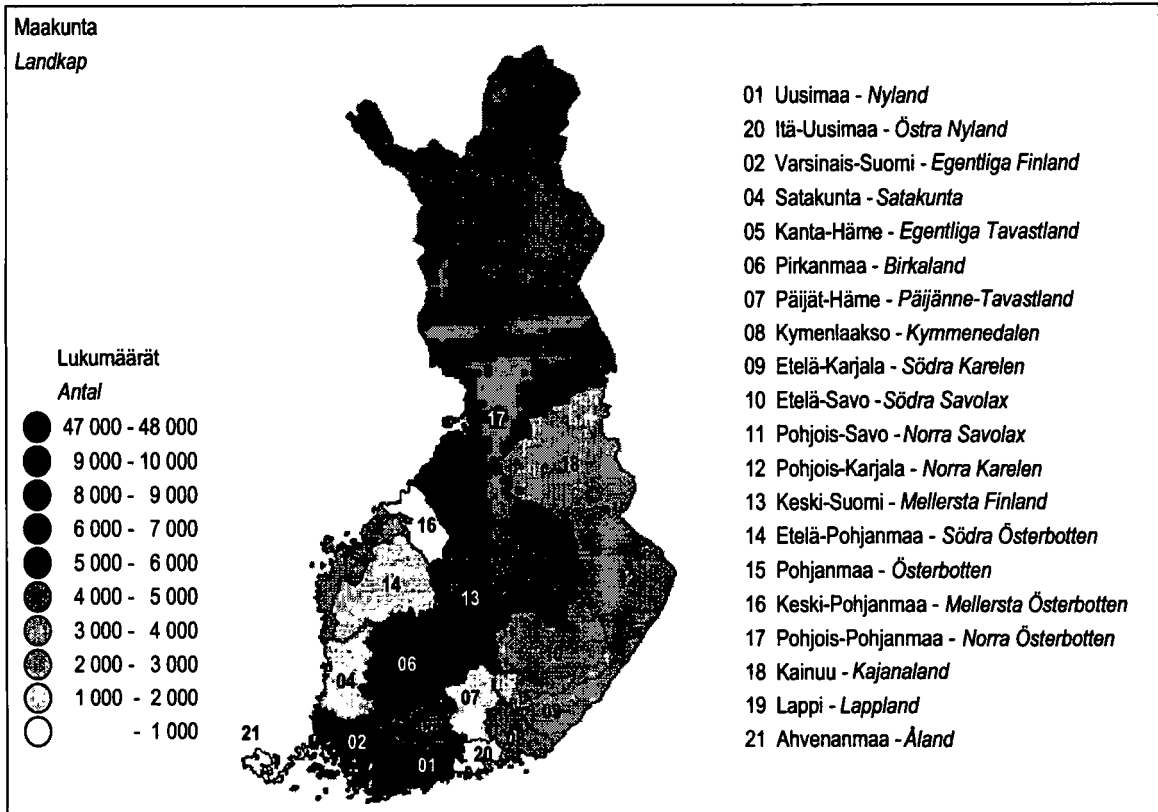 Maakunta
Landkap
01 Uusimaa - Nyland
20 Itä-Uusimaa - Östra Nyland
02 Varsinais-Suomi - Egentliga Finland
04 Satakunta - Satakunta
05 Kanta-Häme - Egentliga Tavastland
06 Pirkanmaa - Birkaland
07 Päijät-Häme - Päijänne-Tavastland
08 Kymenlaakso - Kymmenedalen
09 Etelä-Karjala - Södra Karelen
10 Etelä-Savo - Södra Savolax
11 Pohjois-Savo - Norra Savolax
12 Pohjois-Karjala - Norra Karelen
13 Keski-Suomi - Mellersta Finland
14 Etelä-Pohjanmaa - Södra Österbotten
15 Pohjanmaa - Österbotten
16 Keski-Pohjanmaa - Mellersta Österbotten
17 Pohjois-Pohjanmaa - Norra Österbotten
18 Kainuu - Kajanaland
19 Lappi - Lappland
21 Ahvenanmaa - Åland
Lukumäärät
Antal
47 000 - 48 000
9 000 - 10 000
8 000 - 9 000
6 000 - 7 000
5 000 - 6 000
4 000 - 5 000
3 000 - 4 000
2 000 - 3 000
1 000 - 2 000
- 1 000
17
18
16
14
13
06
04
07
09
21
02
20
01